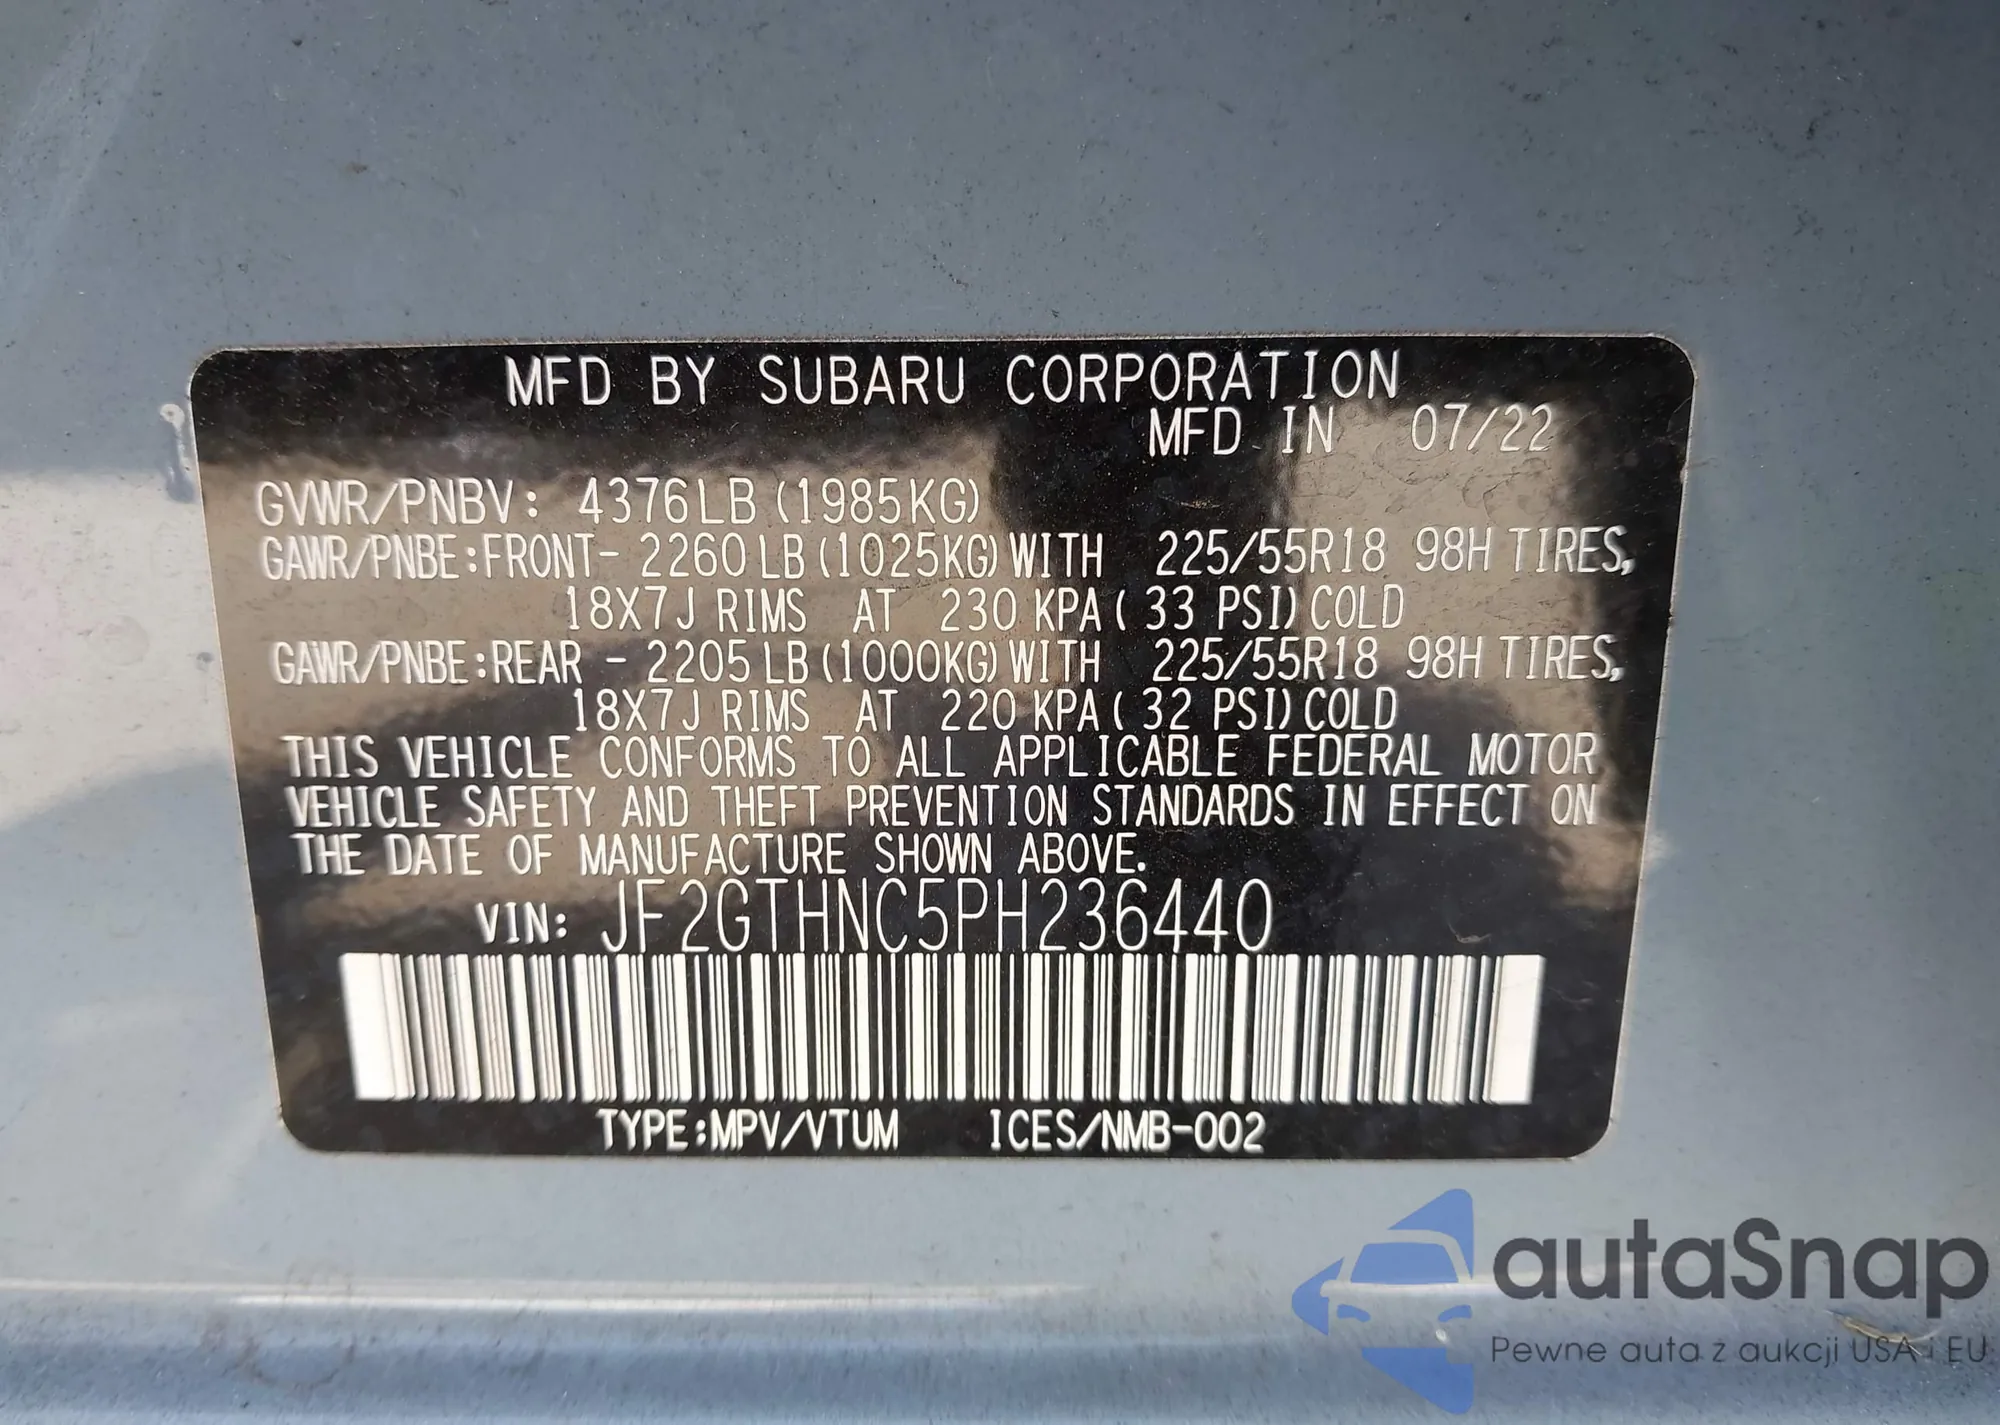 MFD BY SUBARU CORPORATION
MFD IN 07/22
GVWR/PNBV: 4376LB (1985KG)
GAWR/PNBE:FRONT- 2260LB (1025KG) WITH 225/55R18 98H TIRES,
18X7J RIMS AT 230 KPA ( 33 PSI) COLD
GAWR/PNBE:REAR - 2205LB (1000KG) WITH 225/55R18 98H TIRES,
18X7J RIMS AT 220 KPA ( 32 PSI) COLD
THIS VEHICLE CONFORMS TO ALL APPLICABLE FEDERAL MOTOR
VEHICLE SAFETY AND THEFT PREVENTION STANDARDS IN EFFECT ON
THE DATE OF MANUFACTURE SHOWN ABOVE.
VIN: JF2GTHNC5PH236440
TYPE:MPV/VTUM ICES/NMB-002
autaSnap
Pewne auta z aukcji USA i EU